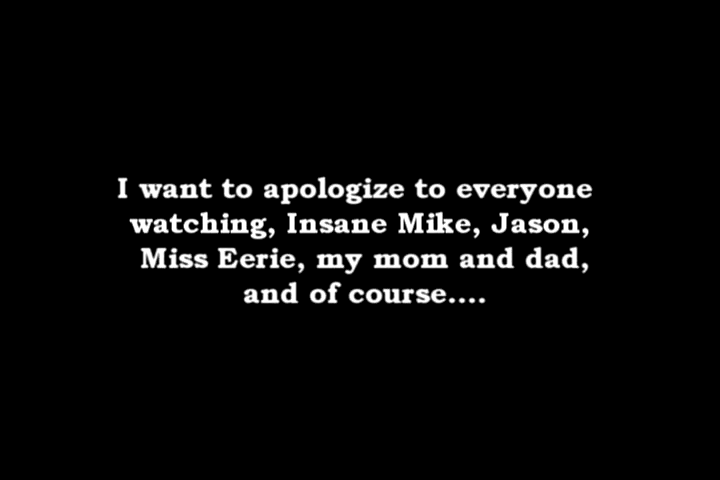 I want to apologize to everyone
watching, Insane Mike, Jason,
Miss Eerie, my mom and dad,
and of course....